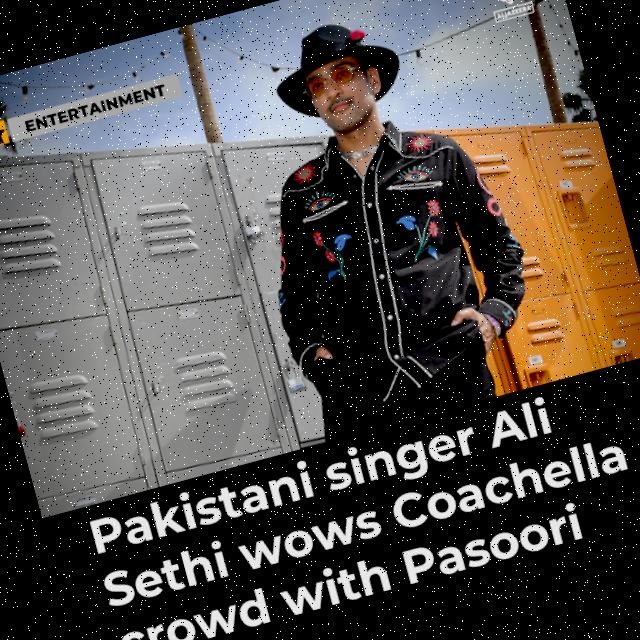 ENTERTAINMENT
Pakistani singer Ali
Sethi wows Coachella
crowd with Pasoori